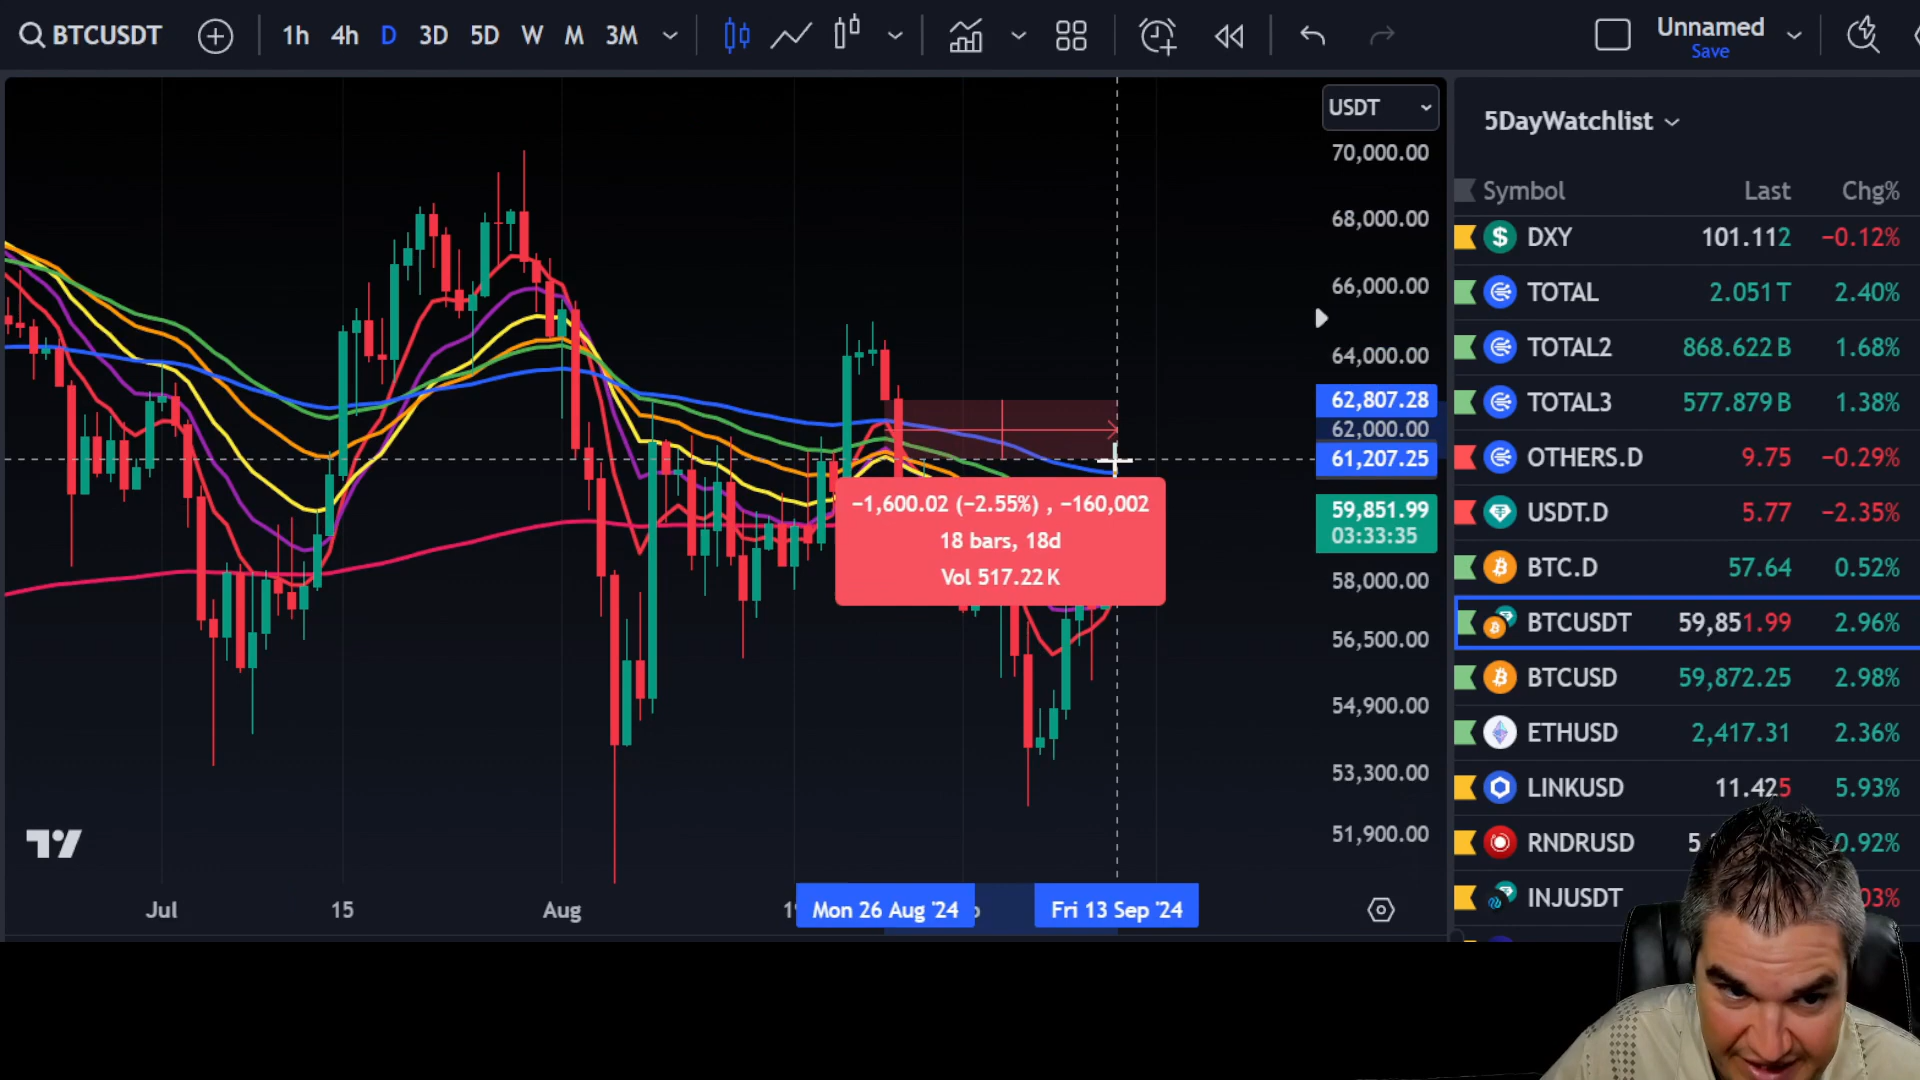 BTCUSDT 1h 4h D 3D 5D W M 3M Unnamed
Save
USDT
70,000.00
68,000.00
66,000.00
64,000.00
62,807.28
62,000.00
61,207.25
59,851.99
03:33:35
58,000.00
56,500.00
54,900.00
53,300.00
51,900.00
−1,600.02 (−2.55%) , −160,002
18 bars, 18d
Vol 517.22 K
Jul 15 Aug Mon 26 Aug '24 Fri 13 Sep '24
5DayWatchlist
Symbol Last Chg%
DXY 101.112 −0.12%
TOTAL 2.051 T 2.40%
TOTAL2 868.622 B 1.68%
TOTAL3 577.879 B 1.38%
OTHERS.D 9.75 −0.29%
USDT.D 5.77 −2.35%
BTC.D 57.64 0.52%
BTCUSDT 59,851.99 2.96%
BTCUSD 59,872.25 2.98%
ETHUSD 2,417.31 2.36%
LINKUSD 11.425 5.93%
RNDRUSD
INJUSDT